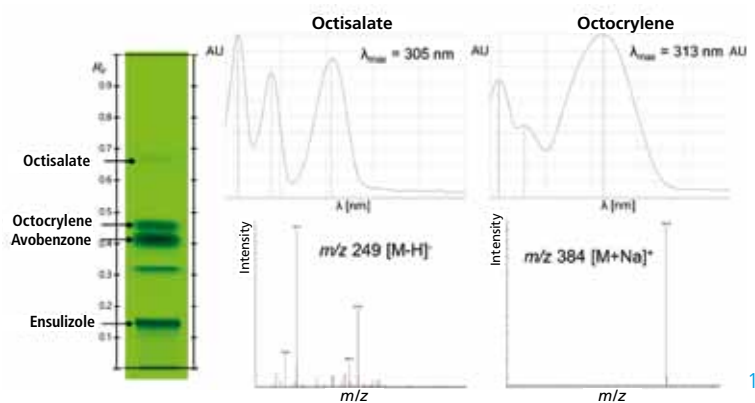 Octisalate
Octocrylene
AU
λmax = 305 nm
AU
λmax = 313 nm
RF
0.9
0.8
0.7
0.6
0.5
0.4
0.3
0.2
0.1
Octisalate
Octocrylene
Avobenzone
Ensulizole
λ [nm]
λ [nm]
Intensity
m/z 249 [M-H]-
Intensity
m/z 384 [M+Na]+
m/z
m/z
1